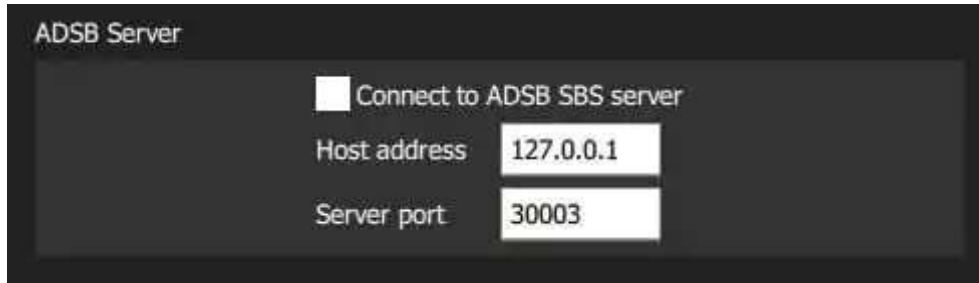 ADSB Server
Connect to ADSB SBS server
Host address 127.0.0.1
Server port 30003